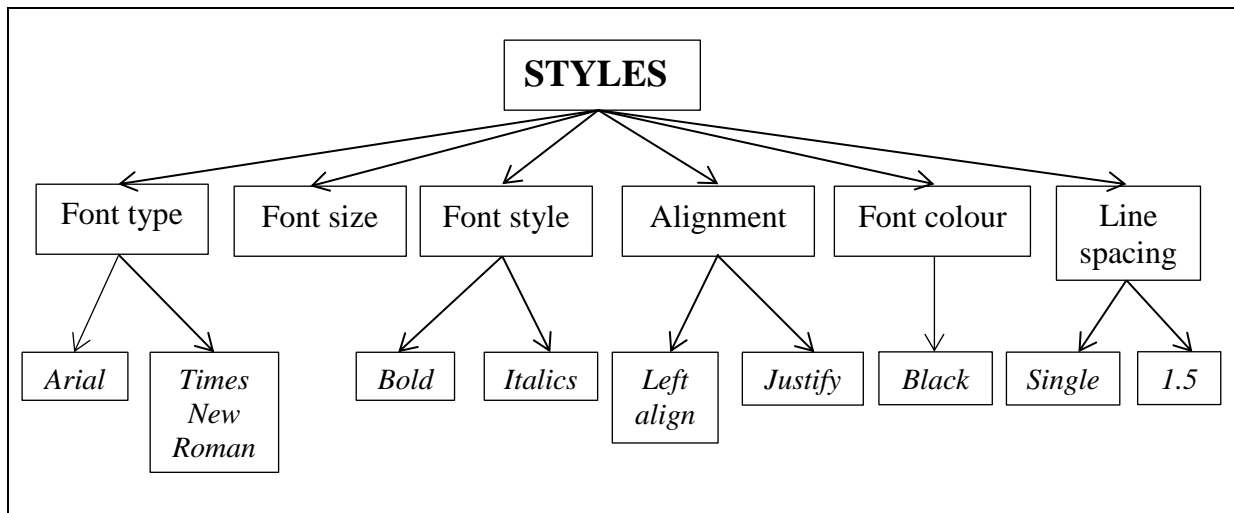 STYLES
Font type
Font size
Font style
Alignment
Font colour
Line
spacing
Arial
Times
New
Roman
Bold
Italics
Left
align
Justify
Black
Single
1.5